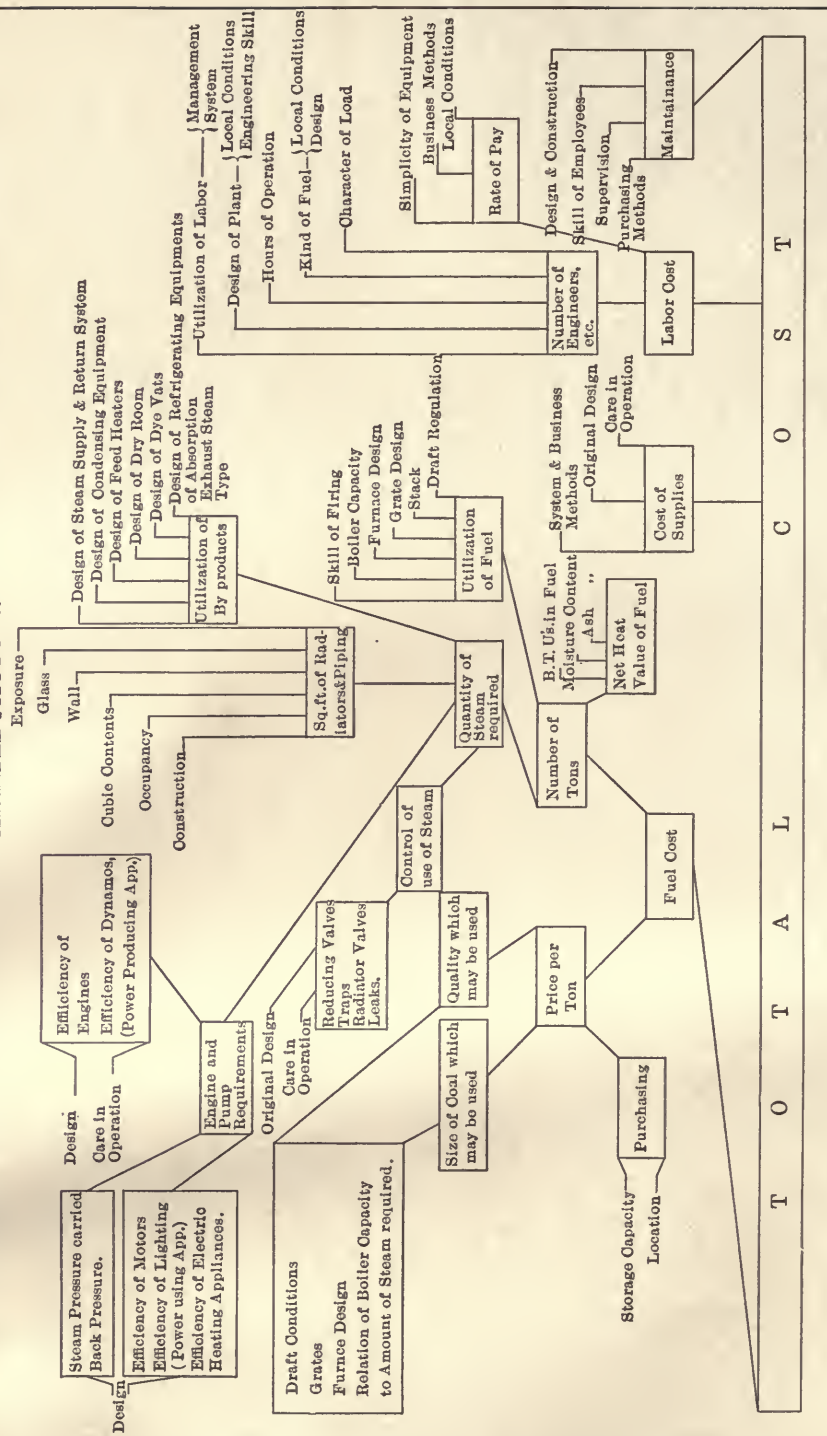 Exposure
Glass
Wall
Cubic Contents
Occupancy
Construction
Sq.ft.of Rad-
iators&Piping
Design of Steam Supply & Return System
Design of Condensing Equipment
Design of Feed Heaters
Design of Dry Room
Design of Dye Vats
Design of Refrigerating Equipments
of Absorption
Exhaust Steam
Type
Utilization of
By products
Utilization of Labor
Management
System
Design of Plant
Local Conditions
Engineering Skill
Hours of Operation
Kind of Fuel
Local Conditions
Design
Character of Load
Number of
Engineers.
etc.
Simplicity of Equipment
Business Methods
Local Conditions
Rate of Pay
Design & Construction
Skill of Employees
Supervision
Purchasing
Methods
Maintainance
Labor Cost
System & Business
Methods
Original Design
Care in
Operation
Cost of
Supplies
Skill of Firing
Boiler Capacity
Furnace Design
Grate Design
Stack
Draft Regulation
Utilization
of Fuel
B.T. U's.in Fuel
Moisture Content
Ash ,,
Net Heat
Value of Fuel
Quantity of
Steam
required
Number of
Tons
Design
Care in
Operation
Efficiency of
Engines
Efficiency of Dynamos,
(Power Producing App.)
Steam Pressure carried
Back Pressure.
Design
Efficiency of Motors
Efficiency of Lighting
(Power using App.)
Efficiency of Electric
Heating Appliances.
Engine and
Pump
Requirements
Original Design
Care in
Operation
Reducing Valves
Traps
Radiator Valves
Leaks.
Control of
use of Steam
Draft Conditions
Grates
Furnce Design
Relation of Boiler Capacity
to Amount of Steam required.
Size of Coal which
may be used
Quality which
may be used
Price per
Ton
Storage Capacity
Location
Purchasing
Fuel Cost
TOTAL COST